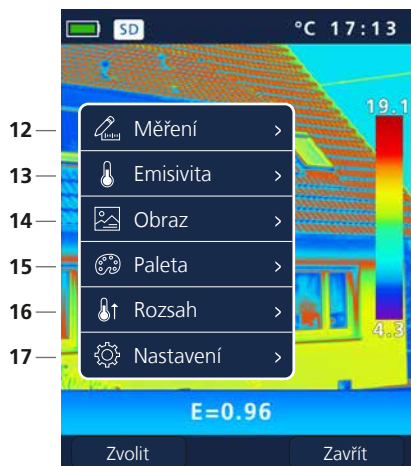 SD °C 17:13
19.1
12 Měření >
13 Emisivita >
14 Obraz >
15 Paleta >
16 Rozsah >
17 Nastavení >
4.3
E=0.96
Zvolit Zavřít